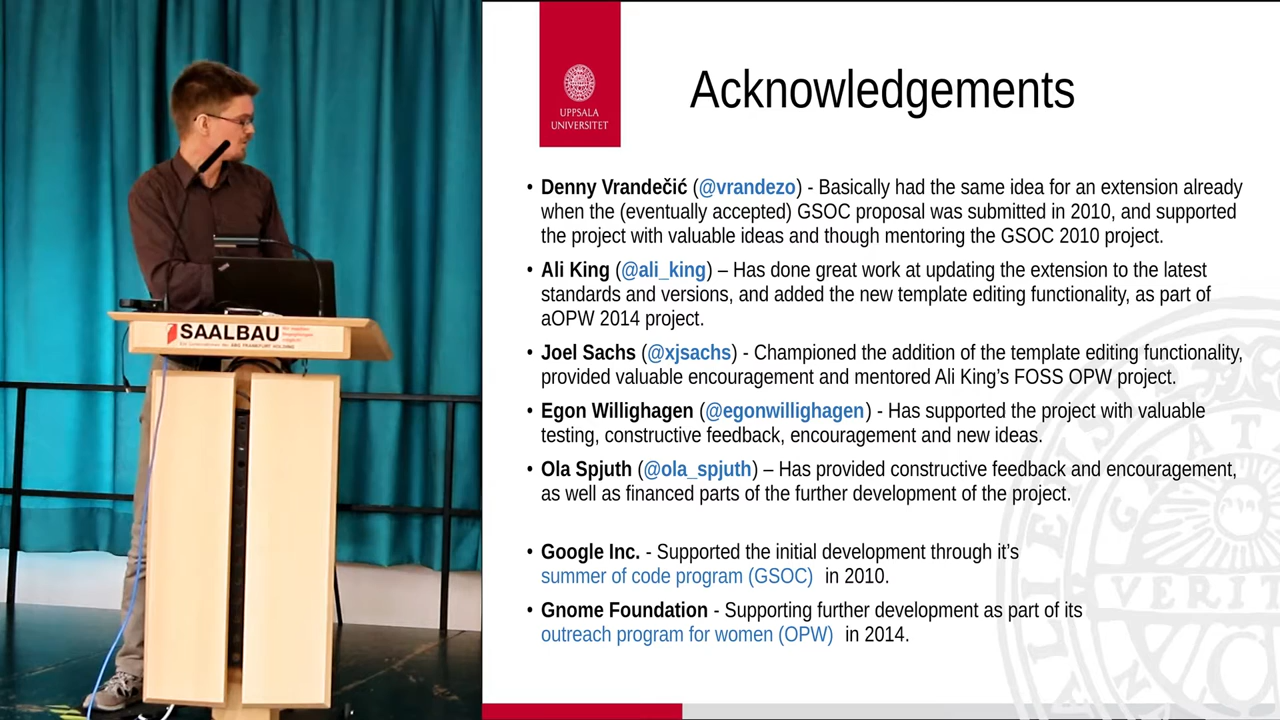 UPPSALA
UNIVERSITET
Acknowledgements
• Denny Vrandečić (@vrandezo) - Basically had the same idea for an extension already
when the (eventually accepted) GSOC proposal was submitted in 2010, and supported
the project with valuable ideas and though mentoring the GSOC 2010 project.
• Ali King (@ali_king) – Has done great work at updating the extension to the latest
standards and versions, and added the new template editing functionality, as part of
aOPW 2014 project.
• Joel Sachs (@xjsachs) - Championed the addition of the template editing functionality,
provided valuable encouragement and mentored Ali King's FOSS OPW project.
• Egon Willighagen (@egonwillighagen) - Has supported the project with valuable
testing, constructive feedback, encouragement and new ideas.
• Ola Spjuth (@ola_spjuth) – Has provided constructive feedback and encouragement,
as well as financed parts of the further development of the project.
• Google Inc. - Supported the initial development through it's
summer of code program (GSOC) in 2010.
• Gnome Foundation - Supporting further development as part of its
outreach program for women (OPW) in 2014.
SAALBAU
VERIT